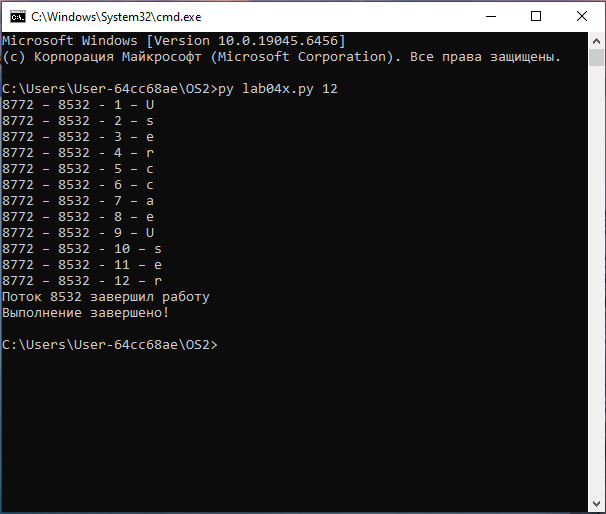 C:\Windows\System32\cmd.exe
Microsoft Windows [Version 10.0.19045.6456]
(c) Корпорация Майкрософт (Microsoft Corporation). Все права защищены.
C:\Users\User-64cc68ae\OS2>py lab04x.py 12
8772 – 8532 - 1 – U
8772 – 8532 - 2 – s
8772 – 8532 - 3 – e
8772 – 8532 - 4 – r
8772 – 8532 - 5 – c
8772 – 8532 - 6 – c
8772 – 8532 - 7 – a
8772 – 8532 - 8 – e
8772 – 8532 - 9 – U
8772 – 8532 - 10 – s
8772 – 8532 - 11 – e
8772 – 8532 - 12 – r
Поток 8532 завершил работу
Выполнение завершено!
C:\Users\User-64cc68ae\OS2>